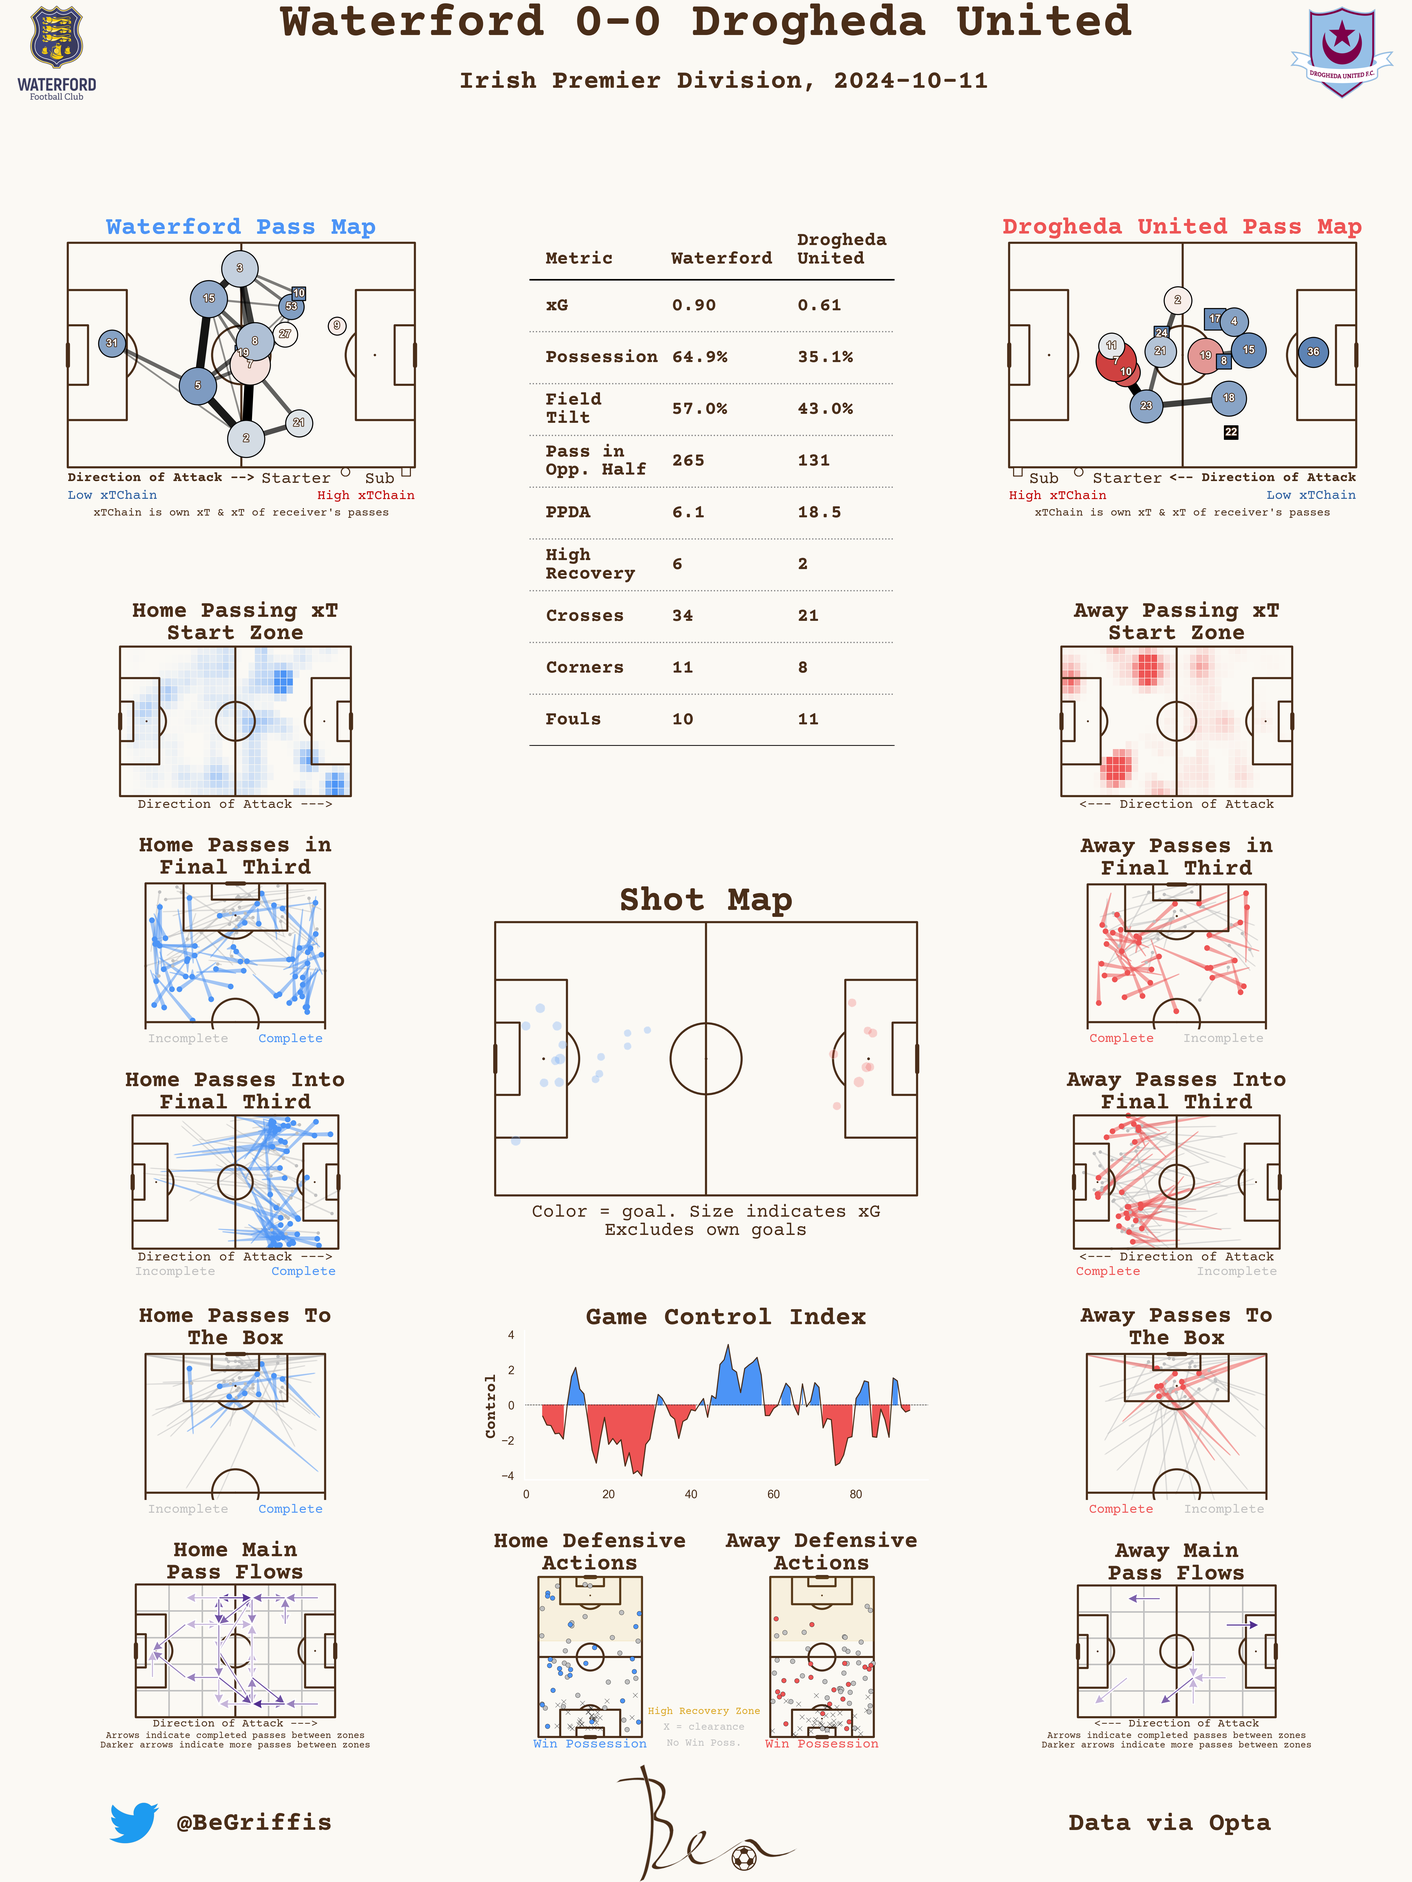 Waterford 0-0 Drogheda United
Irish Premier Division, 2024-10-11
WATERFORD
Football Club
DROGHEDA UNITED F.C.
Waterford Pass Map
3
10
15
53
27
9
31
8
19
7
5
21
2
Direction of Attack --> Starter Sub
Low xTChain High xTChain
xTChain is own xT & xT of receiver's passes
Metric Waterford Drogheda United
xG 0.90 0.61
Possession 64.9% 35.1%
Field Tilt 57.0% 43.0%
Pass in Opp. Half 265 131
PPDA 6.1 18.5
High Recovery 6 2
Crosses 34 21
Corners 11 8
Fouls 10 11
Drogheda United Pass Map
2
17
4
24
11
21
19
15
36
7
8
10
23
18
22
Sub Starter <-- Direction of Attack
High xTChain Low xTChain
xTChain is own xT & xT of receiver's passes
Home Passing xT
Start Zone
Direction of Attack --->
Away Passing xT
Start Zone
<--- Direction of Attack
Home Passes in
Final Third
Incomplete Complete
Away Passes in
Final Third
Complete Incomplete
Shot Map
Color = goal. Size indicates xG
Excludes own goals
Home Passes Into
Final Third
Direction of Attack --->
Incomplete Complete
Away Passes Into
Final Third
<--- Direction of Attack
Complete Incomplete
Home Passes To
The Box
Incomplete Complete
Game Control Index
Control
4
2
0
−2
−4
0 20 40 60 80
Away Passes To
The Box
Complete Incomplete
Home Main
Pass Flows
Direction of Attack --->
Arrows indicate completed passes between zones
Darker arrows indicate more passes between zones
Home Defensive
Actions
Win Possession
Away Defensive
Actions
Win Possession
High Recovery Zone
X = clearance
No Win Poss.
Away Main
Pass Flows
<--- Direction of Attack
Arrows indicate completed passes between zones
Darker arrows indicate more passes between zones
@BeGriffis
Ben
Data via Opta